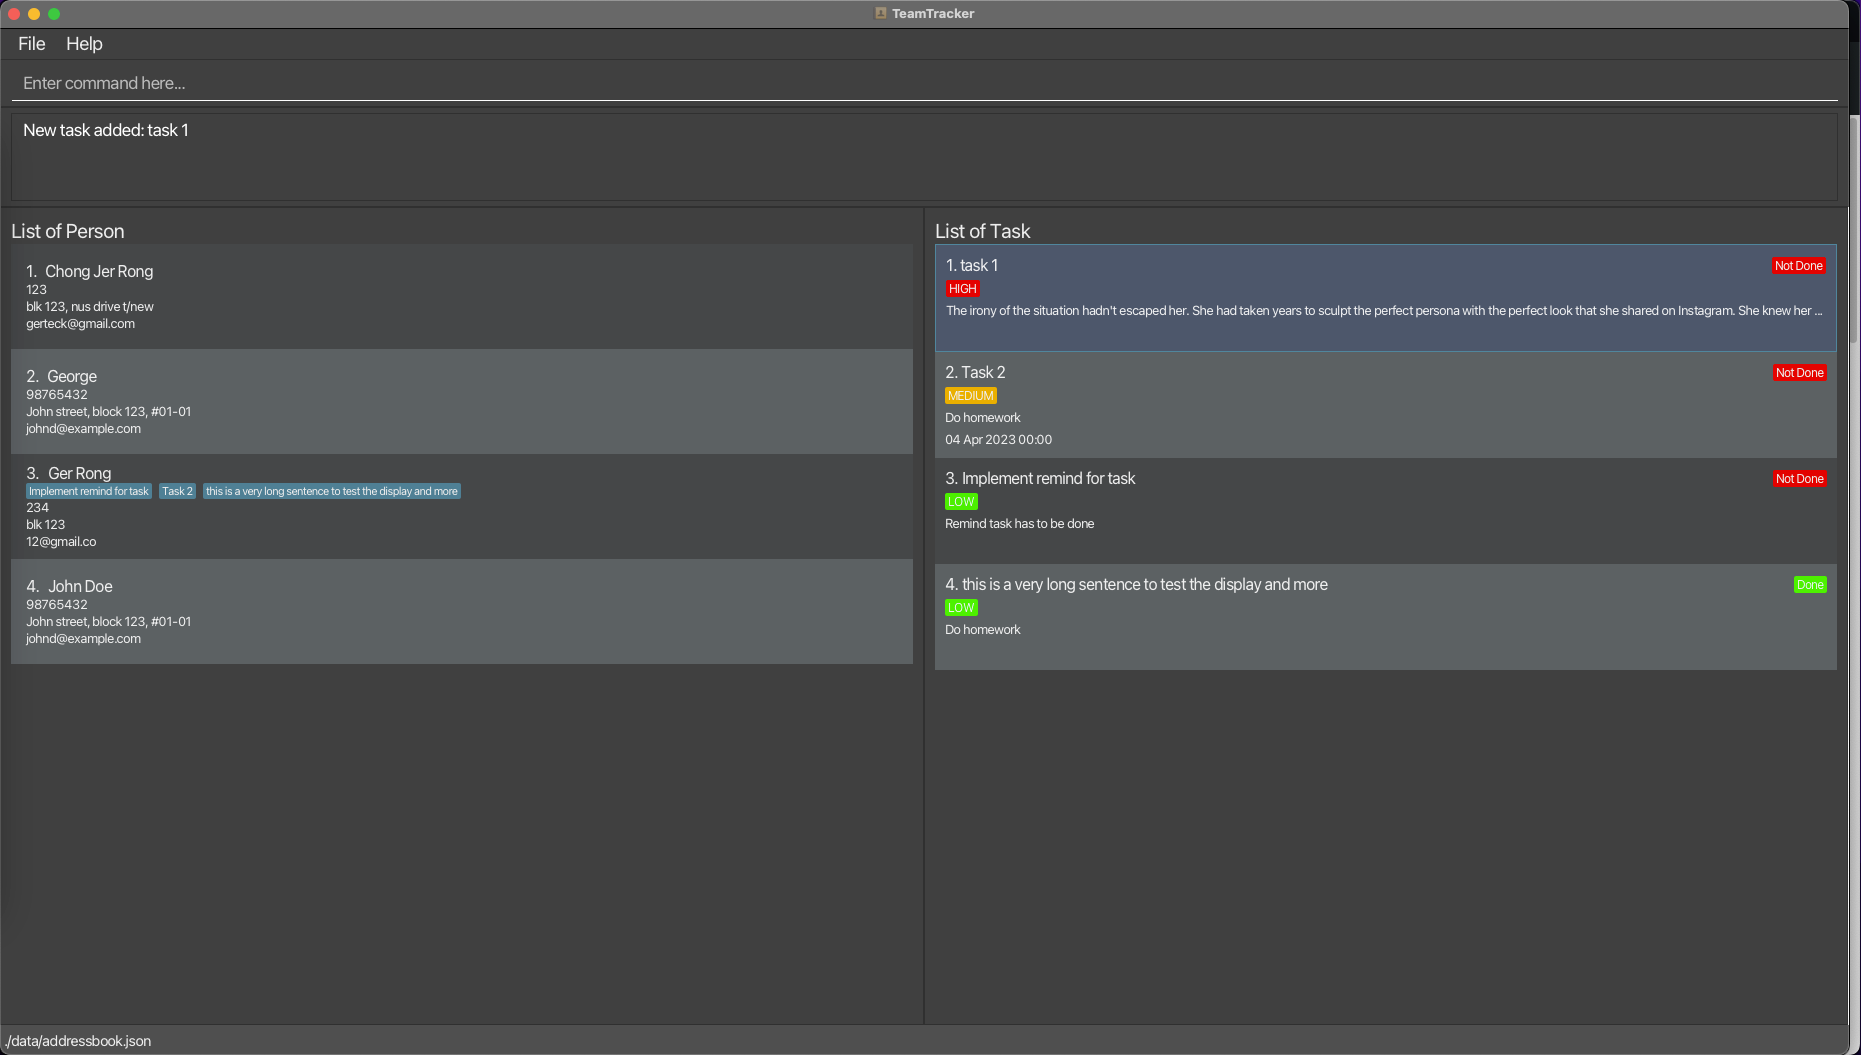 TeamTracker
File Help
Enter command here...
New task added: task 1
List of Person
1. Chong Jer Rong
123
blk 123, nus drive t/new
gerteck@gmail.com
2. George
98765432
John street, block 123, #01-01
johnd@example.com
3. Ger Rong
Implement remind for task Task 2 this is a very long sentence to test the display and more
234
blk 123
12@gmail.co
4. John Doe
98765432
John street, block 123, #01-01
johnd@example.com
List of Task
1. task 1 Not Done
HIGH
The irony of the situation hadn't escaped her. She had taken years to sculpt the perfect persona with the perfect look that she shared on Instagram. She knew her ...
2. Task 2 Not Done
MEDIUM
Do homework
04 Apr 2023 00:00
3. Implement remind for task Not Done
LOW
Remind task has to be done
4. this is a very long sentence to test the display and more Done
LOW
Do homework
./data/addressbook.json